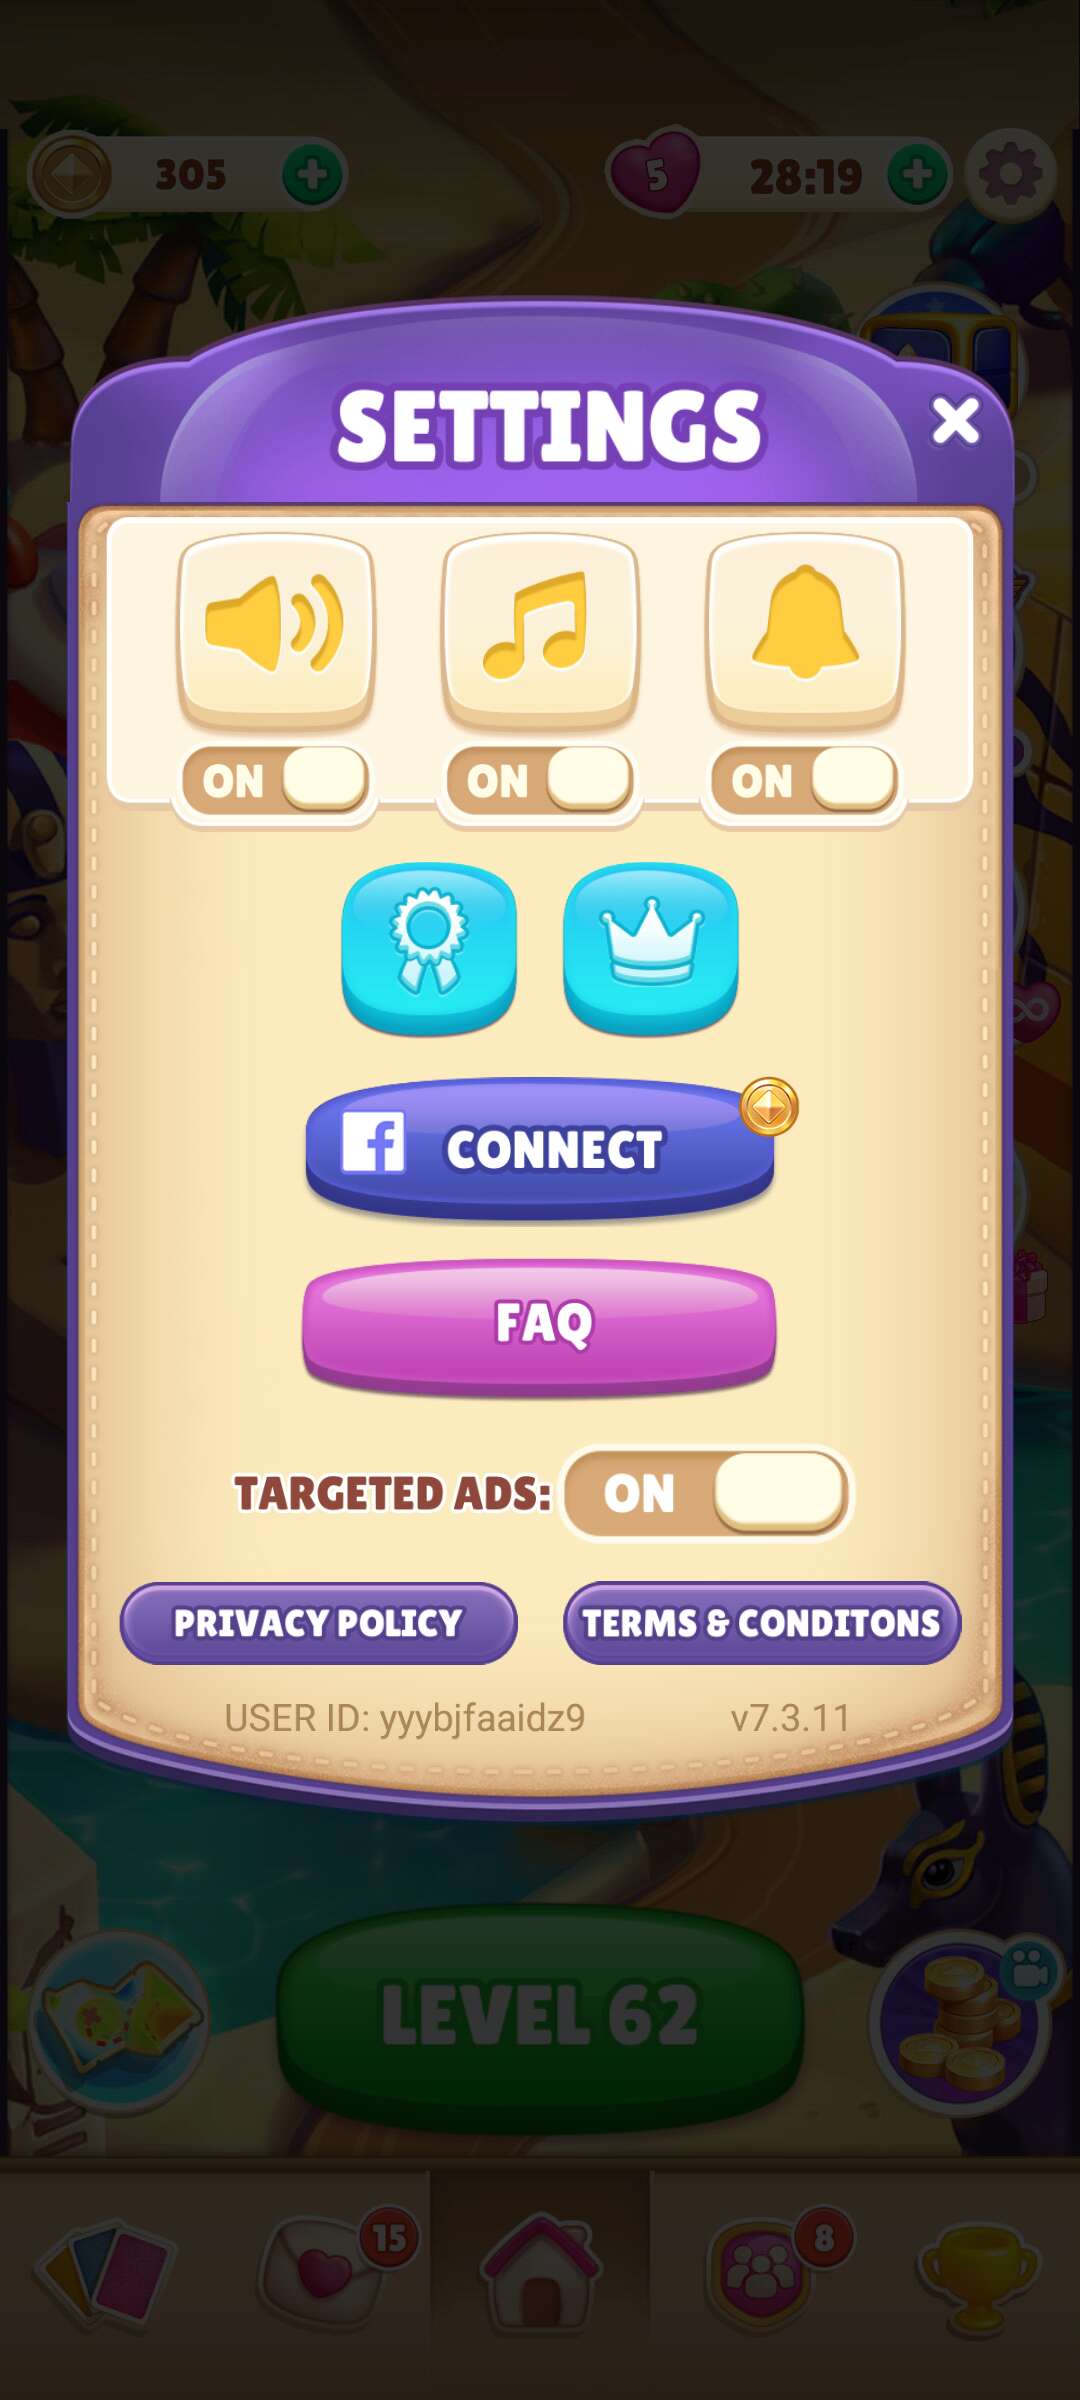 305
5
28:19
SETTINGS
ON
ON
ON
CONNECT
FAQ
TARGETED ADS: ON
PRIVACY POLICY
TERMS & CONDITONS
USER ID: yyybjfaaidz9
v7.3.11
LEVEL 62
15
8